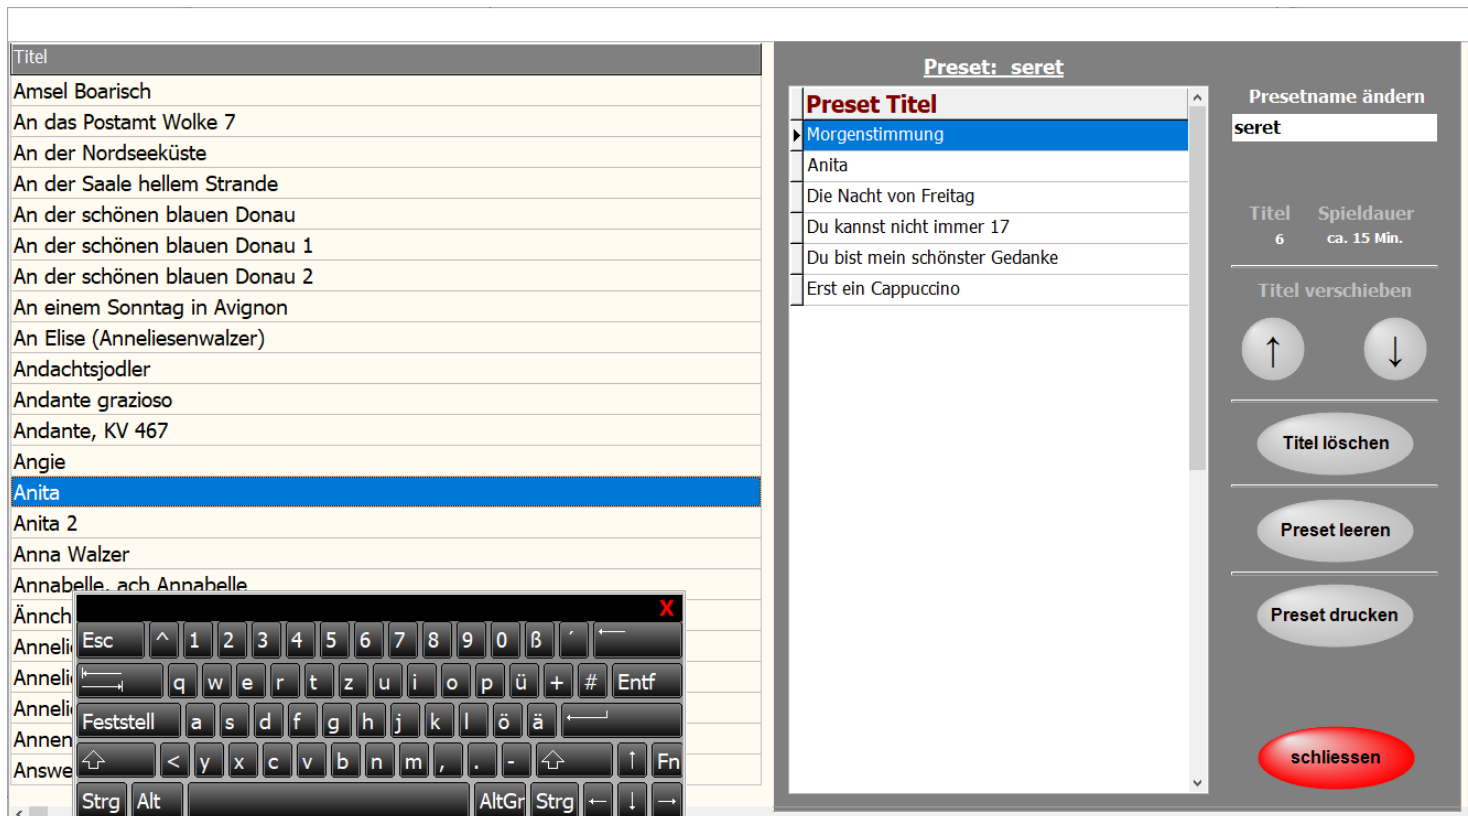 Titel
Amsel Boarisch
An das Postamt Wolke 7
An der Nordseeküste
An der Saale hellem Strande
An der schönen blauen Donau
An der schönen blauen Donau 1
An der schönen blauen Donau 2
An einem Sonntag in Avignon
An Elise (Anneliesenwalzer)
Andachtsjodler
Andante grazioso
Andante, KV 467
Angie
Anita
Anita 2
Anna Walzer
Annabelle, ach Annabelle
Ännch
Anneli
Anneli
Anneli
Annen
Answe
X
Esc ^ 1 2 3 4 5 6 7 8 9 0 ß ´ ←
q w e r t z u i o p ü + # Entf
Feststell a s d f g h j k l ö ä
< y x c v b n m , . - ↑ Fn
Strg Alt AltGr Strg ← ↓ →
Preset: seret
Preset Titel
Morgenstimmung
Anita
Die Nacht von Freitag
Du kannst nicht immer 17
Du bist mein schönster Gedanke
Erst ein Cappuccino
Presetname ändern
seret
Titel Spieldauer
6 ca. 15 Min.
Titel verschieben
↑ ↓
Titel löschen
Preset leeren
Preset drucken
schliessen